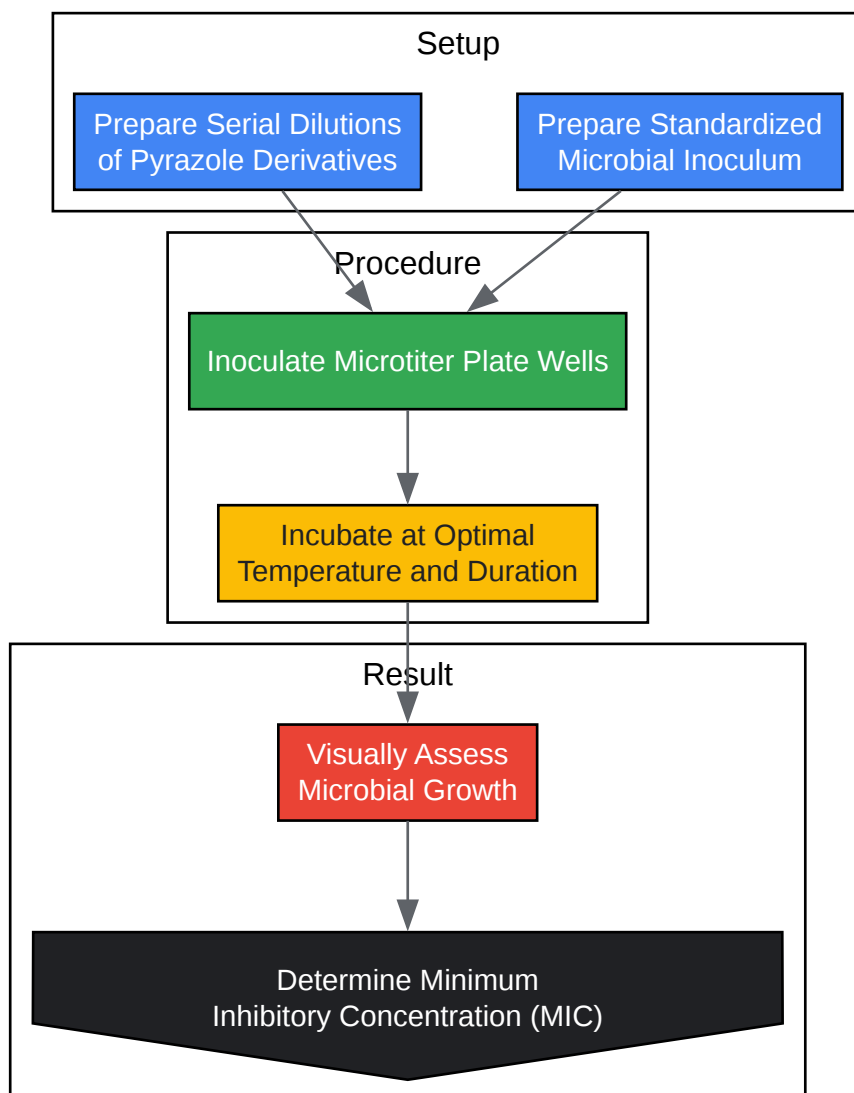 Setup
Prepare Serial Dilutions
of Pyrazole Derivatives
Prepare Standardized
Microbial Inoculum
Procedure
Inoculate Microtiter Plate Wells
Incubate at Optimal
Temperature and Duration
Result
Visually Assess
Microbial Growth
Determine Minimum
Inhibitory Concentration (MIC)